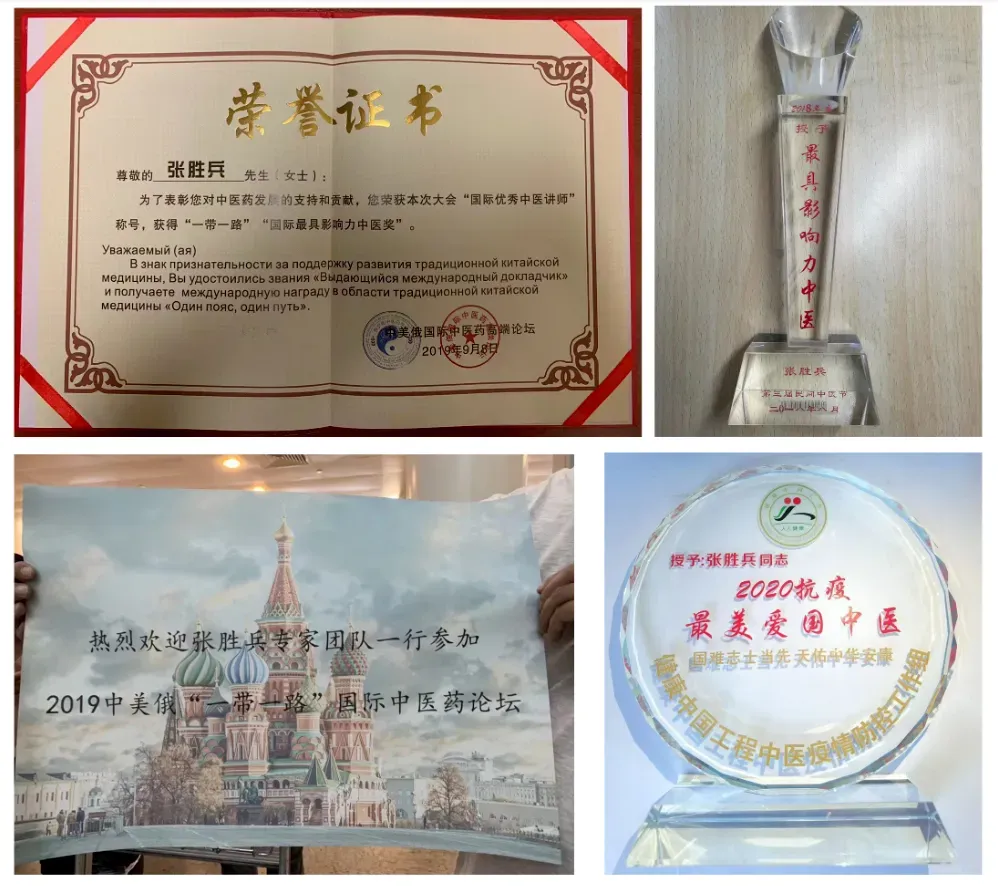 荣誉证书
尊敬的 张胜兵 先生（女士）：
为了表彰您对中医药发展的支持和贡献，您荣获本次大会“国际优秀中医讲师”
称号，获得“一带一路”“国际最具影响力中医奖”。
Уважаемый (ая)
В знак признательности за поддержку развития традиционной китайской
медицины, Вы удостоились звания «Выдающийся международный докладчик»
и получаете международную награду в области традиционной китайской
медицины «Один пояс, один путь».
中美俄国际中医药高端论坛
2019年9月8日
授予
最具影响力中医
张胜兵
第三届民间中医节
热烈欢迎张胜兵专家团队一行参加
2019中美俄“一带一路”国际中医药论坛
授予:张胜兵同志
2020抗疫
最美爱国中医
国难志士当先 天佑中华安康
健康中国工程中医疫情防控工作组